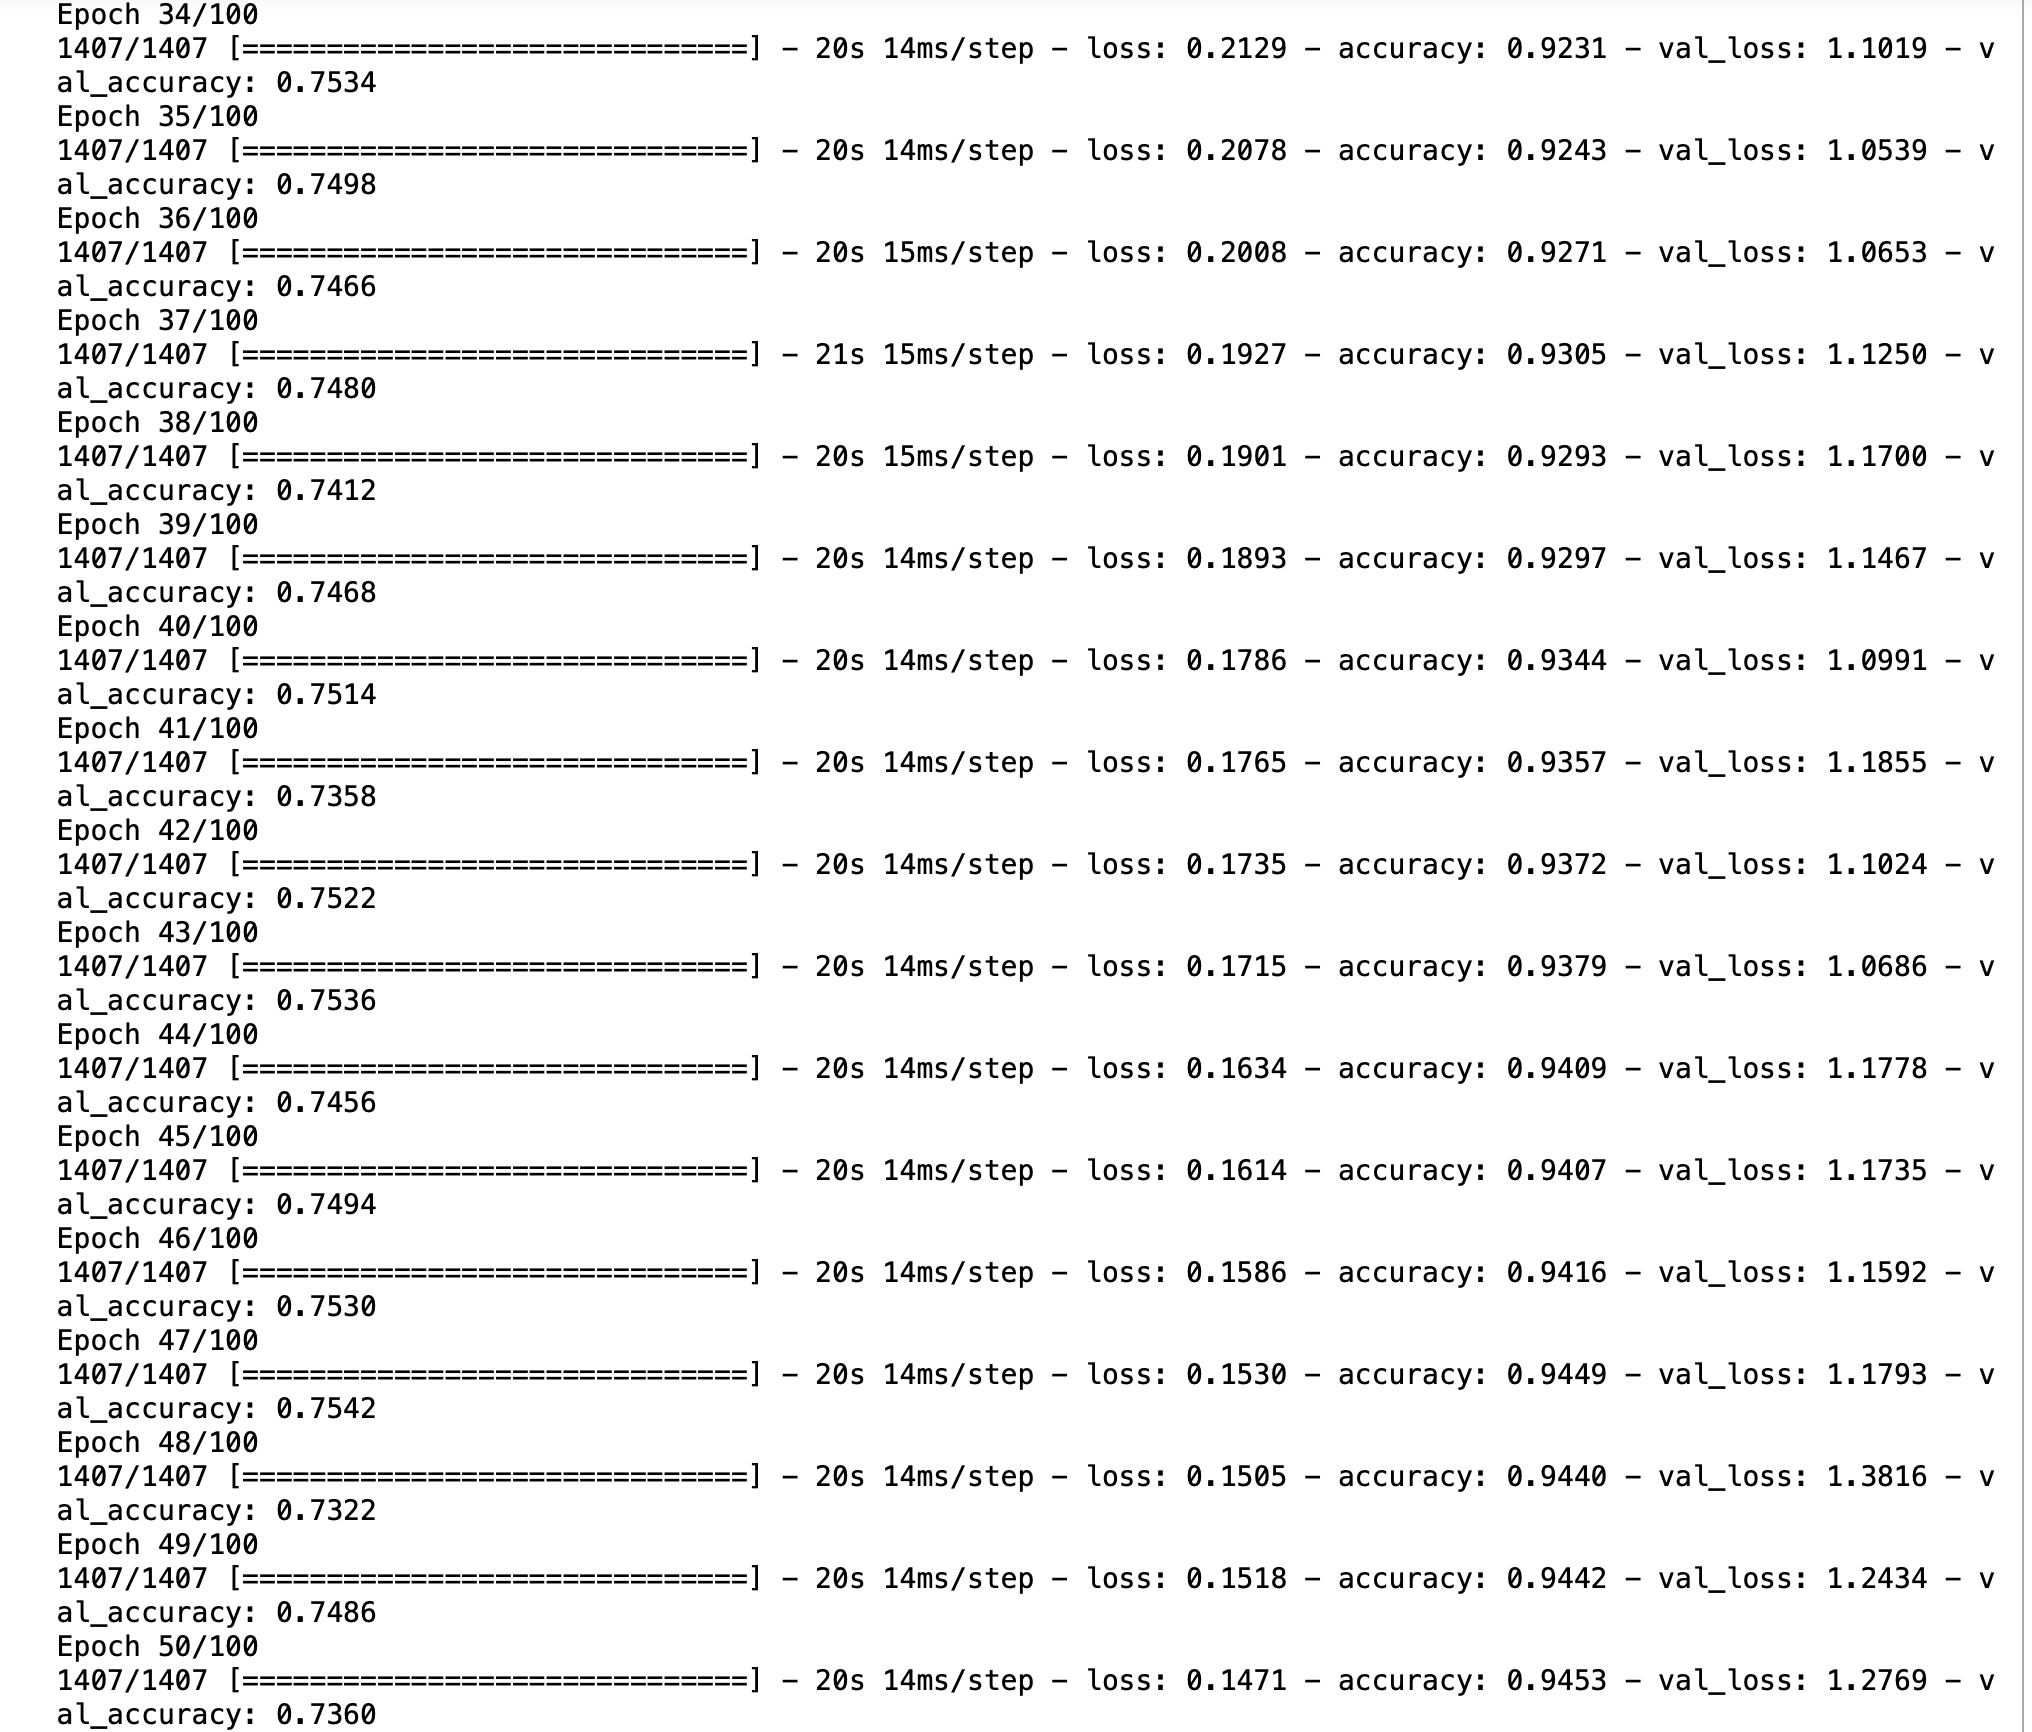 Epoch 34/100
1407/1407 [==============================] - 20s 14ms/step - loss: 0.2129 - accuracy: 0.9231 - val_loss: 1.1019 - v
al_accuracy: 0.7534
Epoch 35/100
1407/1407 [==============================] - 20s 14ms/step - loss: 0.2078 - accuracy: 0.9243 - val_loss: 1.0539 - v
al_accuracy: 0.7498
Epoch 36/100
1407/1407 [==============================] - 20s 15ms/step - loss: 0.2008 - accuracy: 0.9271 - val_loss: 1.0653 - v
al_accuracy: 0.7466
Epoch 37/100
1407/1407 [==============================] - 21s 15ms/step - loss: 0.1927 - accuracy: 0.9305 - val_loss: 1.1250 - v
al_accuracy: 0.7480
Epoch 38/100
1407/1407 [==============================] - 20s 15ms/step - loss: 0.1901 - accuracy: 0.9293 - val_loss: 1.1700 - v
al_accuracy: 0.7412
Epoch 39/100
1407/1407 [==============================] - 20s 14ms/step - loss: 0.1893 - accuracy: 0.9297 - val_loss: 1.1467 - v
al_accuracy: 0.7468
Epoch 40/100
1407/1407 [==============================] - 20s 14ms/step - loss: 0.1786 - accuracy: 0.9344 - val_loss: 1.0991 - v
al_accuracy: 0.7514
Epoch 41/100
1407/1407 [==============================] - 20s 14ms/step - loss: 0.1765 - accuracy: 0.9357 - val_loss: 1.1855 - v
al_accuracy: 0.7358
Epoch 42/100
1407/1407 [==============================] - 20s 14ms/step - loss: 0.1735 - accuracy: 0.9372 - val_loss: 1.1024 - v
al_accuracy: 0.7522
Epoch 43/100
1407/1407 [==============================] - 20s 14ms/step - loss: 0.1715 - accuracy: 0.9379 - val_loss: 1.0686 - v
al_accuracy: 0.7536
Epoch 44/100
1407/1407 [==============================] - 20s 14ms/step - loss: 0.1634 - accuracy: 0.9409 - val_loss: 1.1778 - v
al_accuracy: 0.7456
Epoch 45/100
1407/1407 [==============================] - 20s 14ms/step - loss: 0.1614 - accuracy: 0.9407 - val_loss: 1.1735 - v
al_accuracy: 0.7494
Epoch 46/100
1407/1407 [==============================] - 20s 14ms/step - loss: 0.1586 - accuracy: 0.9416 - val_loss: 1.1592 - v
al_accuracy: 0.7530
Epoch 47/100
1407/1407 [==============================] - 20s 14ms/step - loss: 0.1530 - accuracy: 0.9449 - val_loss: 1.1793 - v
al_accuracy: 0.7542
Epoch 48/100
1407/1407 [==============================] - 20s 14ms/step - loss: 0.1505 - accuracy: 0.9440 - val_loss: 1.3816 - v
al_accuracy: 0.7322
Epoch 49/100
1407/1407 [==============================] - 20s 14ms/step - loss: 0.1518 - accuracy: 0.9442 - val_loss: 1.2434 - v
al_accuracy: 0.7486
Epoch 50/100
1407/1407 [==============================] - 20s 14ms/step - loss: 0.1471 - accuracy: 0.9453 - val_loss: 1.2769 - v
al_accuracy: 0.7360